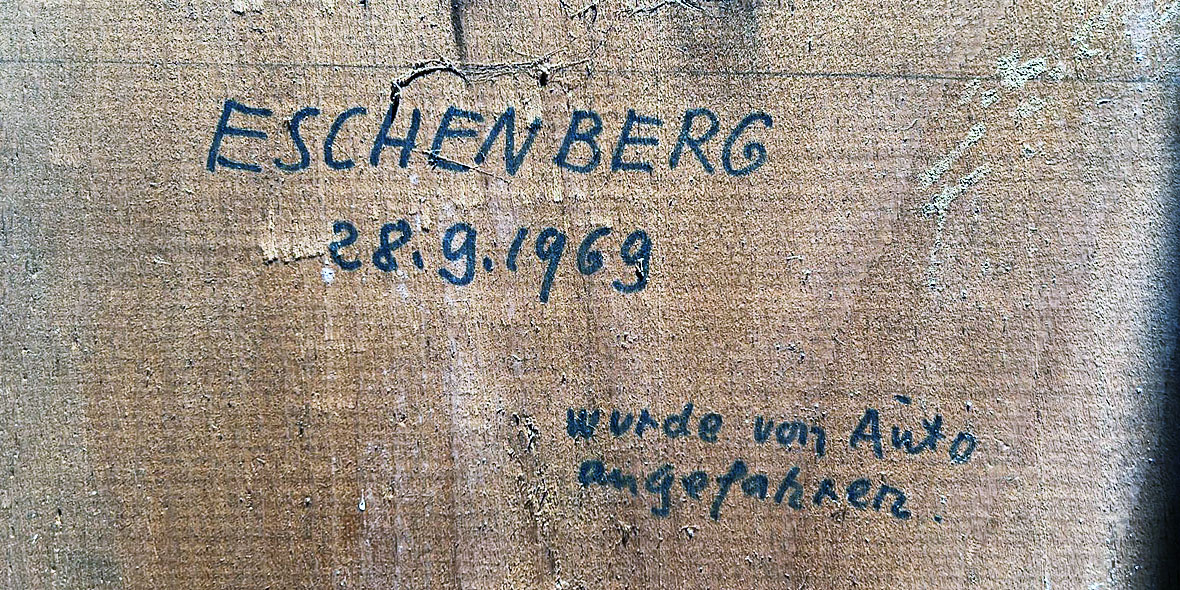 ESCHENBERG
28.9.1969
wurde von Auto
angefahren.